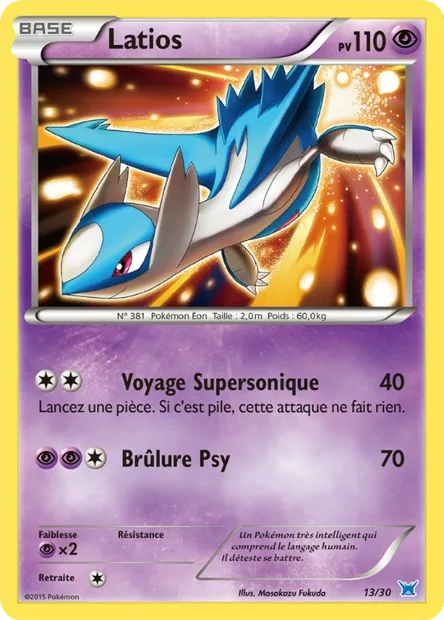 BASE
Latios
PV110
N° 381 Pokémon Éon Taille : 2,0m Poids : 60,0kg
Voyage Supersonique 40
Lancez une pièce. Si c'est pile, cette attaque ne fait rien.
Brûlure Psy 70
Faiblesse
×2
Résistance
Retraite
Un Pokémon très intelligent qui
comprend le langage humain.
Il déteste se battre.
©2015 Pokémon
Illus. Masakazu Fukuda
13/30